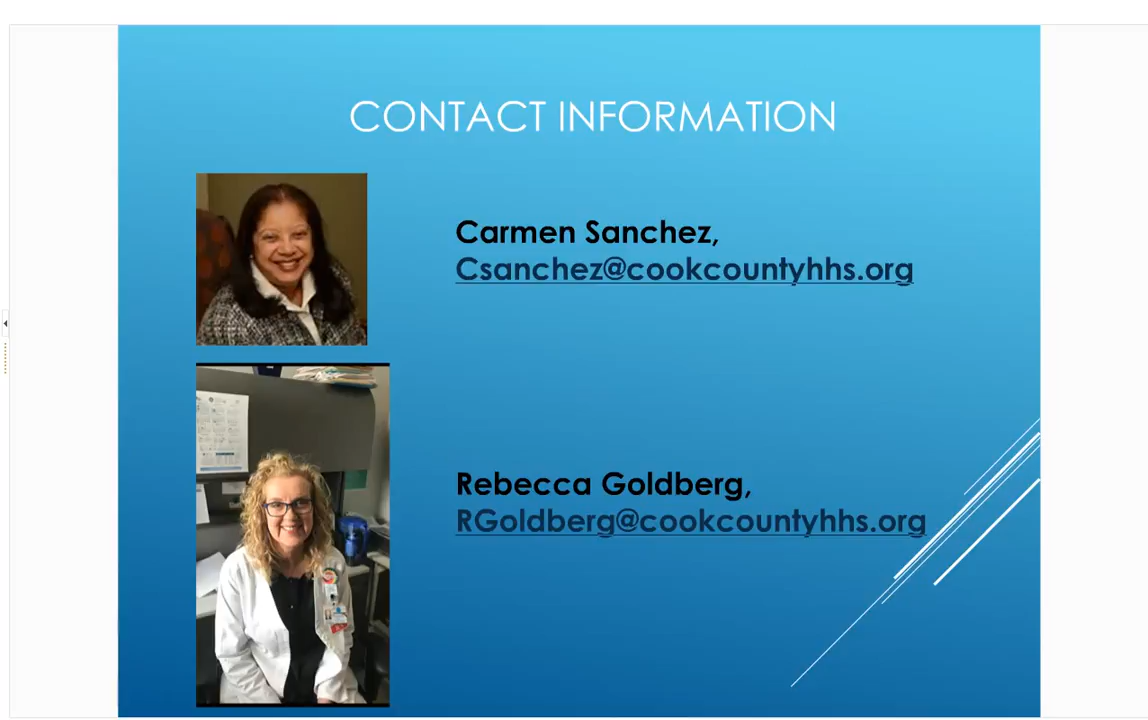 CONTACT INFORMATION
Carmen Sanchez,
Csanchez@cookcountyhhs.org
Rebecca Goldberg,
RGoldberg@cookcountyhhs.org